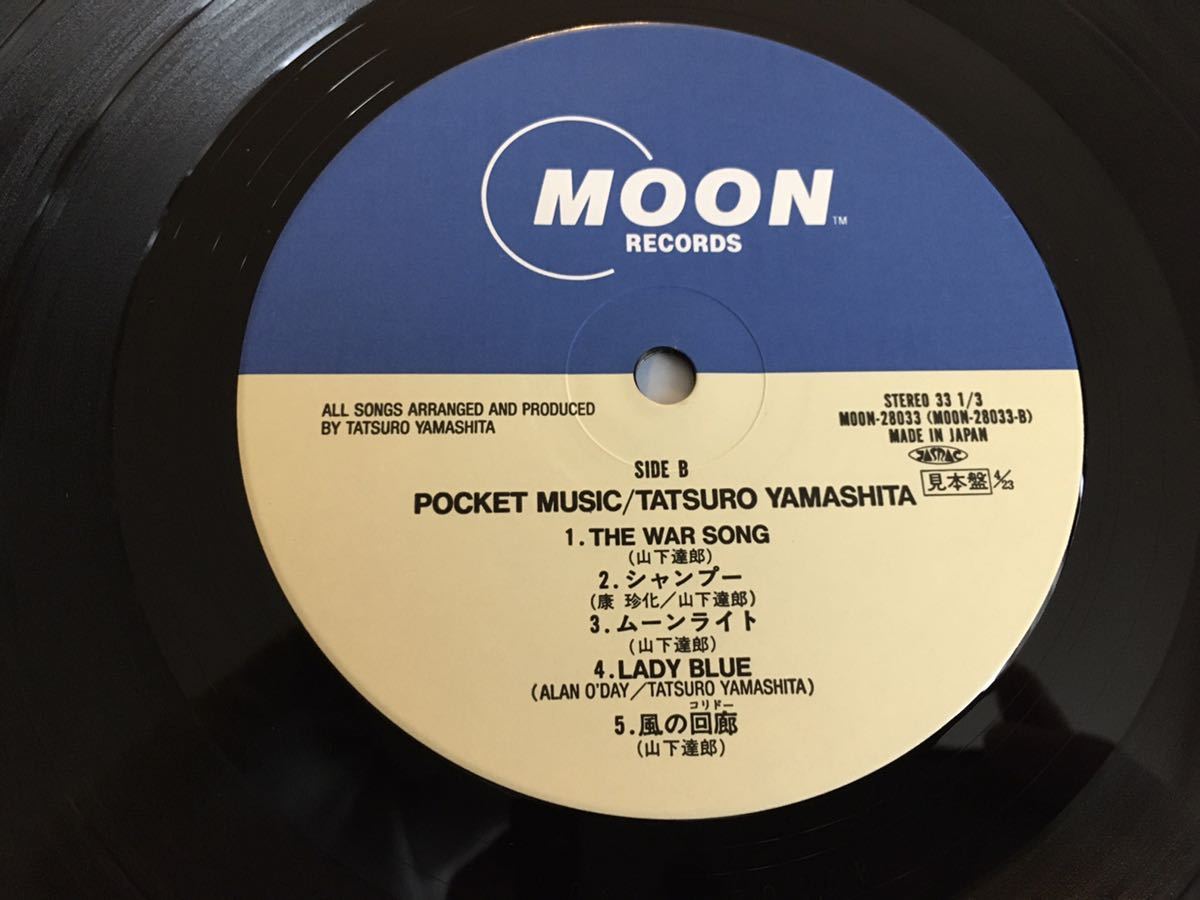 MOON™
RECORDS
ALL SONGS ARRANGED AND PRODUCED
BY TATSURO YAMASHITA
STEREO 33 1/3
MOON-28033 (MOON-28033-B)
MADE IN JAPAN
JASRAC
SIDE B
見本盤 4/23
POCKET MUSIC/TATSURO YAMASHITA
1. THE WAR SONG
(山下達郎)
2. シャンプー
(康 珍化/山下達郎)
3. ムーンライト
(山下達郎)
4. LADY BLUE
(ALAN O'DAY/TATSURO YAMASHITA)
コリドー
5. 風の回廊
(山下達郎)